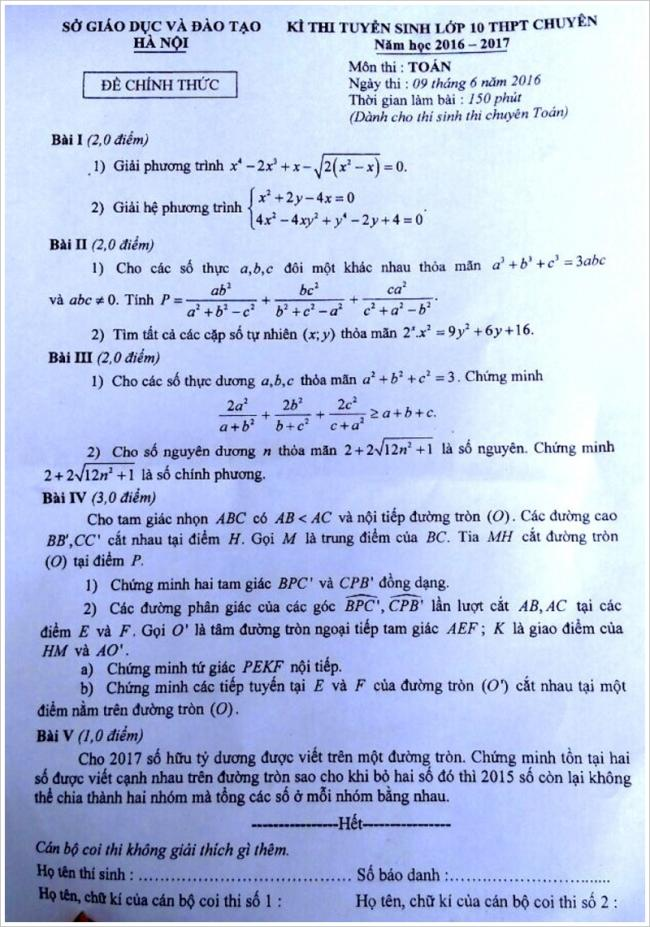 SỞ GIÁO DỤC VÀ ĐÀO TẠO
HÀ NỘI
ĐỀ CHÍNH THỨC
KÌ THI TUYỂN SINH LỚP 10 THPT CHUYÊN
Năm học 2016 – 2017
Môn thi : TOÁN
Ngày thi : 09 tháng 6 năm 2016
Thời gian làm bài : 150 phút
(Dành cho thí sinh thi chuyên Toán)
Bài I (2,0 điểm)
1) Giải phương trình x⁴ – 2x³ + x – √(2(x² – x)) = 0.
2) Giải hệ phương trình { x² + 2y – 4x = 0
4x² – 4xy² + y⁴ – 2y + 4 = 0 .
Bài II (2,0 điểm)
1) Cho các số thực a,b,c đôi một khác nhau thỏa mãn a³ + b³ + c³ = 3abc
và abc ≠ 0. Tính P = ab²/(a² + b² – c²) + bc²/(b² + c² – a²) + ca²/(c² + a² – b²).
2) Tìm tất cả các cặp số tự nhiên (x; y) thỏa mãn 2ˣ.x² = 9y² + 6y + 16.
Bài III (2,0 điểm)
1) Cho các số thực dương a,b,c thỏa mãn a² + b² + c² = 3. Chứng minh
2a²/(a + b²) + 2b²/(b + c²) + 2c²/(c + a²) ≥ a + b + c.
2) Cho số nguyên dương n thỏa mãn 2 + 2√(12n² + 1) là số nguyên. Chứng minh
2 + 2√(12n² + 1) là số chính phương.
Bài IV (3,0 điểm)
Cho tam giác nhọn ABC có AB < AC và nội tiếp đường tròn (O). Các đường cao
BB',CC' cắt nhau tại điểm H. Gọi M là trung điểm của BC. Tia MH cắt đường tròn
(O) tại điểm P.
1) Chứng minh hai tam giác BPC' và CPB' đồng dạng.
2) Các đường phân giác của các góc BPC', CPB' lần lượt cắt AB, AC tại các
điểm E và F. Gọi O' là tâm đường tròn ngoại tiếp tam giác AEF; K là giao điểm của
HM và AO'.
a) Chứng minh tứ giác PEKF nội tiếp.
b) Chứng minh các tiếp tuyến tại E và F của đường tròn (O') cắt nhau tại một
điểm nằm trên đường tròn (O).
Bài V (1,0 điểm)
Cho 2017 số hữu tỷ dương được viết trên một đường tròn. Chứng minh tồn tại hai
số được viết cạnh nhau trên đường tròn sao cho khi bỏ hai số đó thì 2015 số còn lại không
thể chia thành hai nhóm mà tổng các số ở mỗi nhóm bằng nhau.
-----------------Hết-----------------
Cán bộ coi thi không giải thích gì thêm.
Họ tên thí sinh : ........................................ Số báo danh :........................
Họ tên, chữ kí của cán bộ coi thi số 1 : Họ tên, chữ kí của cán bộ coi thi số 2 :